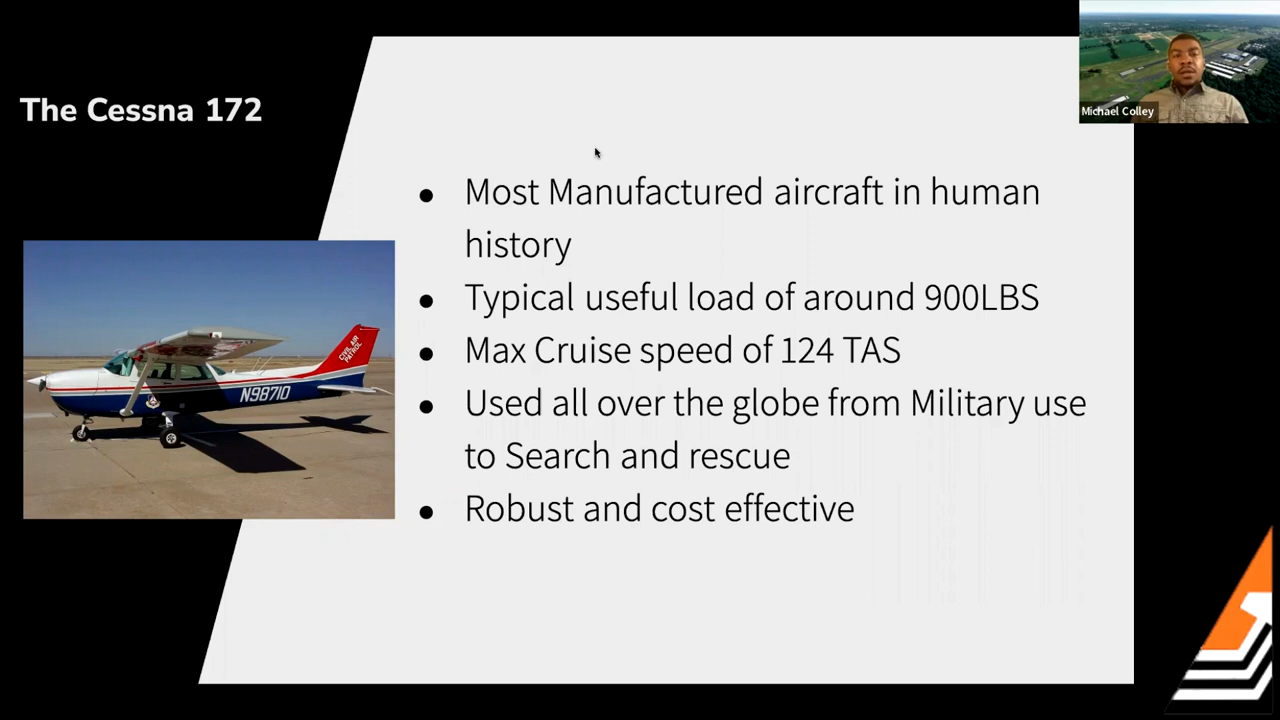 The Cessna 172
Michael Colley
● Most Manufactured aircraft in human
history
● Typical useful load of around 900LBS
● Max Cruise speed of 124 TAS
● Used all over the globe from Military use
to Search and rescue
● Robust and cost effective
CIVIL AIR
PATROL
N98710